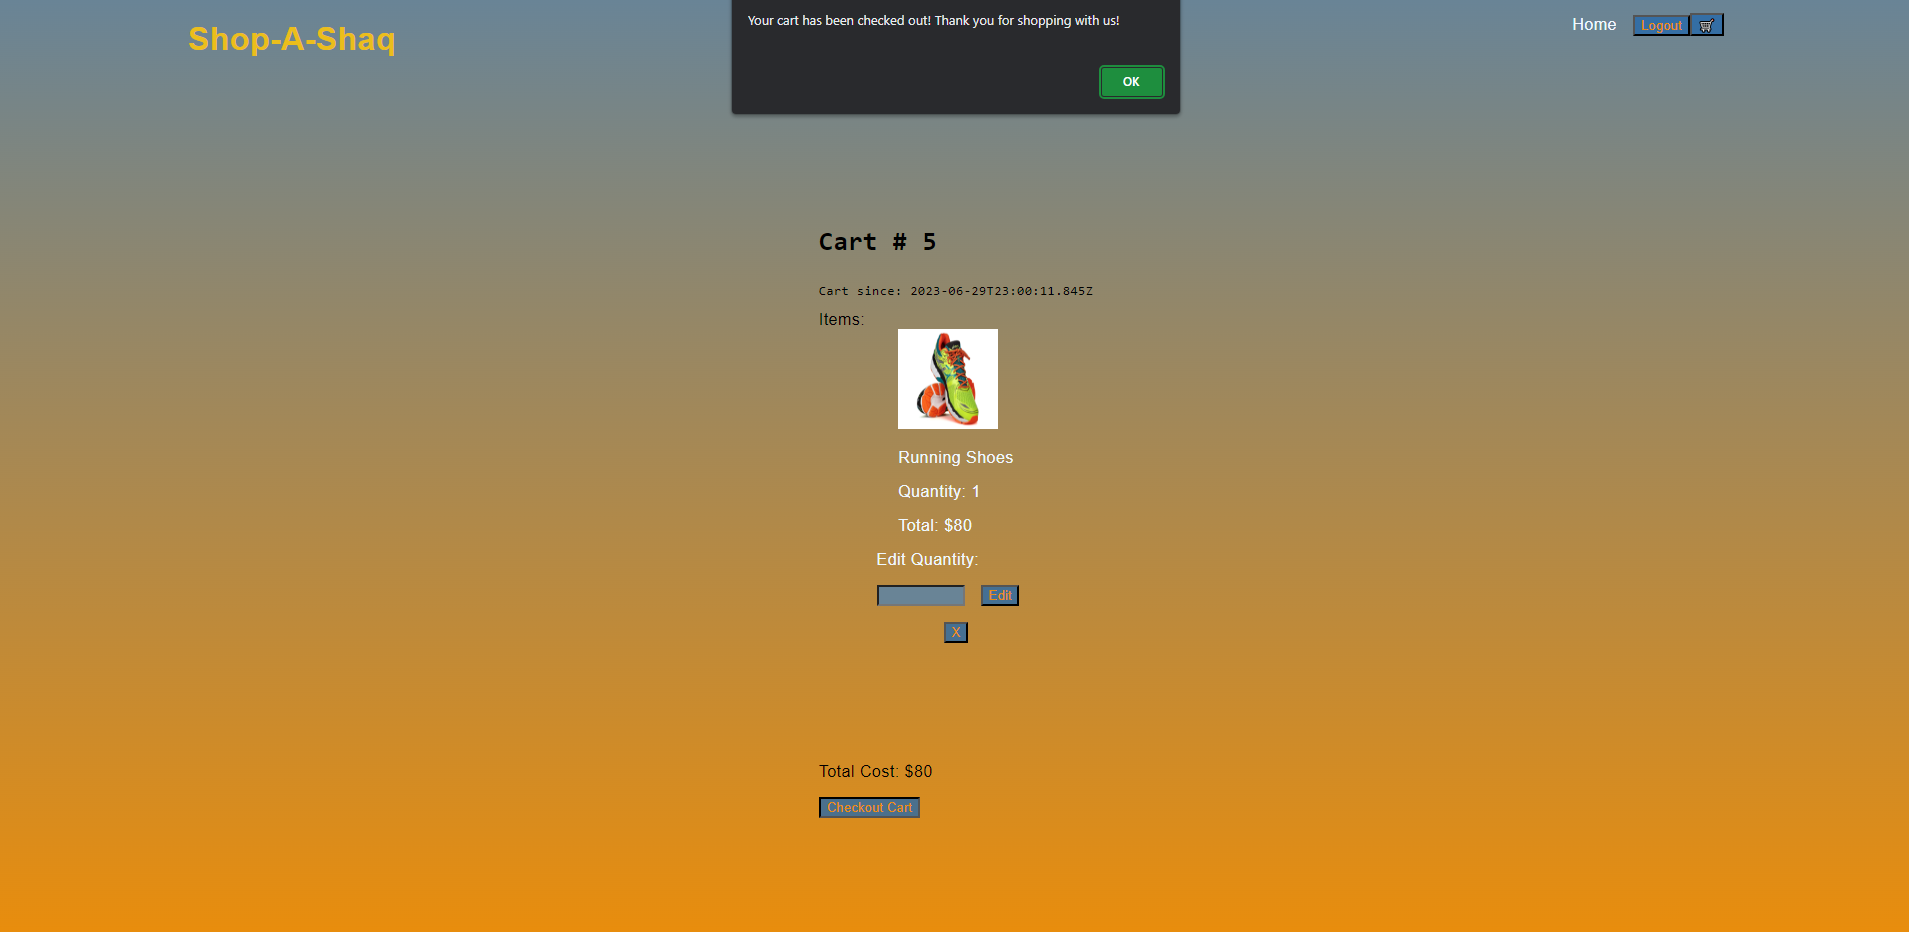 Your cart has been checked out! Thank you for shopping with us!
OK
Shop-A-Shaq
Home
Logout
Cart # 5
Cart since: 2023-06-29T23:00:11.845Z
Items:
Running Shoes
Quantity: 1
Total: $80
Edit Quantity:
Edit
X
Total Cost: $80
Checkout Cart